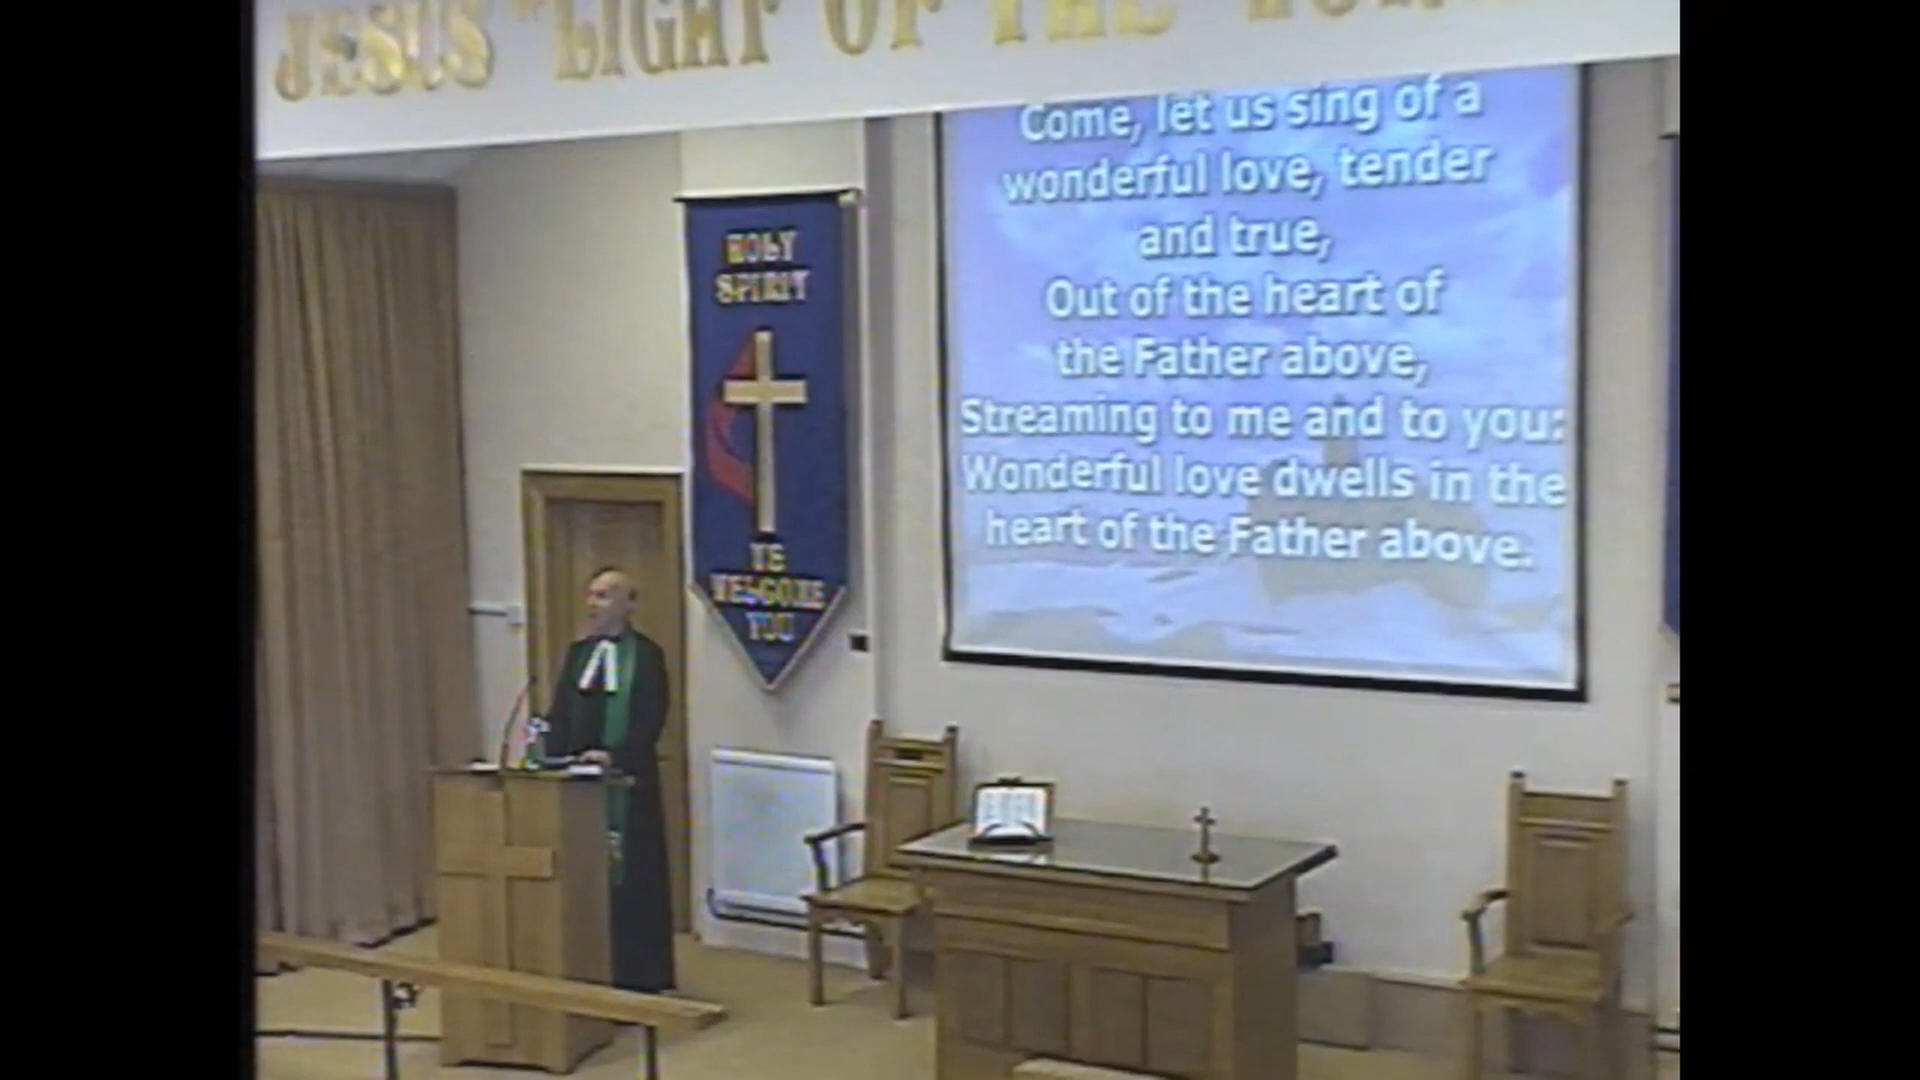 JESUS "LIGHT OF THE
Come, let us sing of a
wonderful love, tender
and true,
Out of the heart of
the Father above,
Streaming to me and to you:
Wonderful love dwells in the
heart of the Father above.
HOLY
SPIRIT
WE
WELCOME
YOU